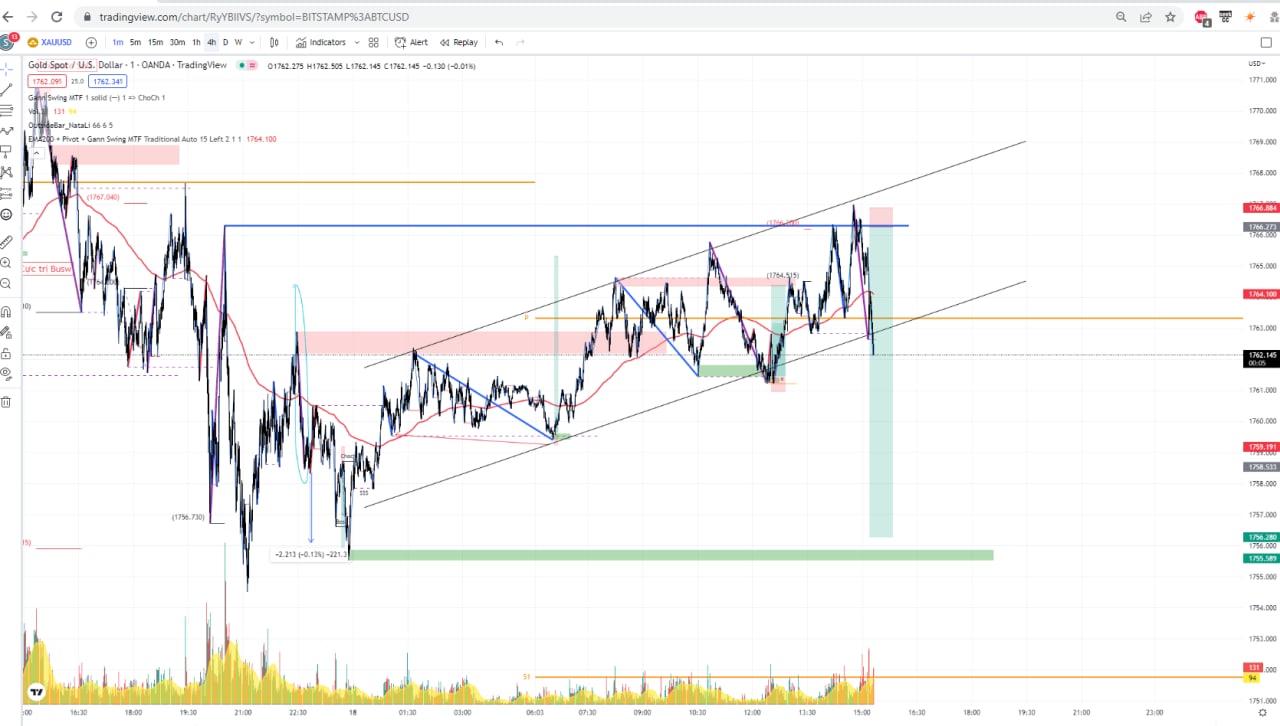 tradingview.com/chart/RyYBIIVS/?symbol=BITSTAMP%3ABTCUSD
4
13
XAUUSD 1m 5m 15m 30m 1h 4h D W Indicators Alert Replay
Gold Spot / U.S. Dollar · 1 · OANDA · TradingView O1762.275 H1762.505 L1762.145 C1762.145 −0.130 (−0.01%)
USD
1762.095 25.0 1762.341
1771.000
Gann Swing MTF 1 solid (—) 1 => ChoCh 1
131 94
1770.000
OutsideBar_NataLi 66 6 5
EMA200 + Pivot + Gann Swing MTF Traditional Auto 15 Left 2 1 1 1764.100
1769.000
1768.000
(1767.040)
1766.884
1766.273
1766.000
(1764.515)
1765.000
1764.100
P
1763.000
1762.145
00:05
1761.000
1760.000
1759.191
1759.000
1758.533
1758.000
$$$
(1756.730)
1757.000
−2.213 (−0.13%) −221.3
1756.280
1756.000
1755.589
1755.000
1754.000
1753.000
131
94
S1
1751.000
16:30 18:00 19:30 21:00 22:30 18 01:30 03:00 06:03 07:30 09:00 10:30 12:00 13:30 15:00 16:30 18:00 19:30 21:00 23:00